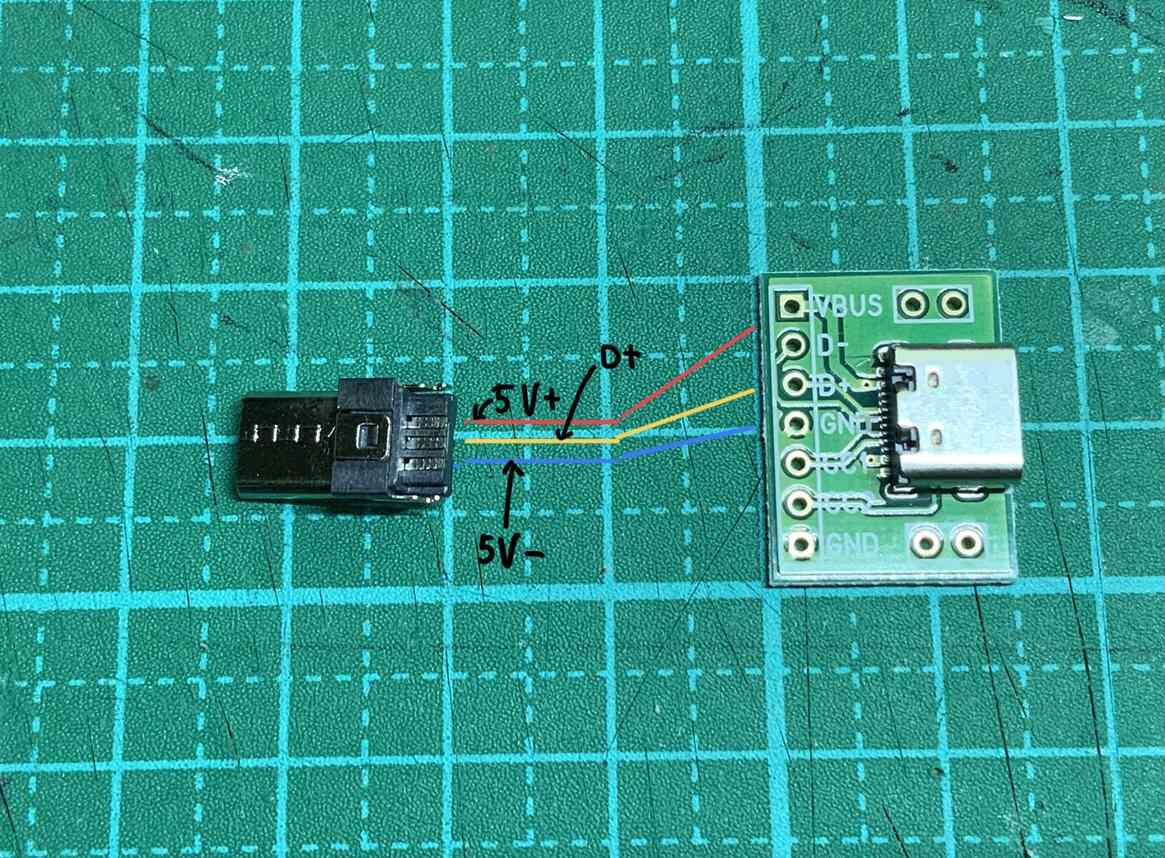 VBUS
D-
D+
D+
5V+
GND
5V-
GND